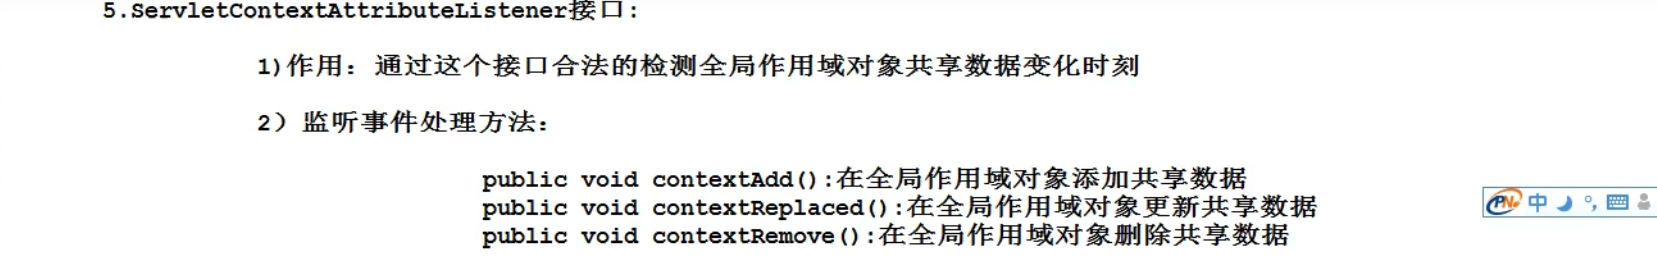 5.ServletContextAttributeListener接口:
1)作用：通过这个接口合法的检测全局作用域对象共享数据变化时刻
2）监听事件处理方法：
public void contextAdd():在全局作用域对象添加共享数据
public void contextReplaced():在全局作用域对象更新共享数据
public void contextRemove():在全局作用域对象删除共享数据
PN 中 °,